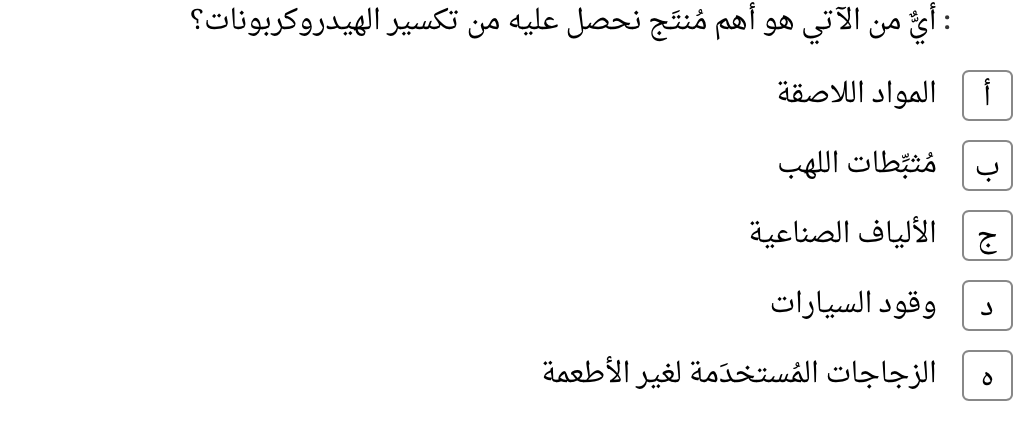 : أيٌّ من الآتي هو أهم مُنتَج نحصل عليه من تكسير الهيدروكربونات؟
أ المواد اللاصقة
ب مُثبِّطات اللهب
ج الألياف الصناعية
د وقود السيارات
ه الزجاجات المُستخدَمة لغير الأطعمة